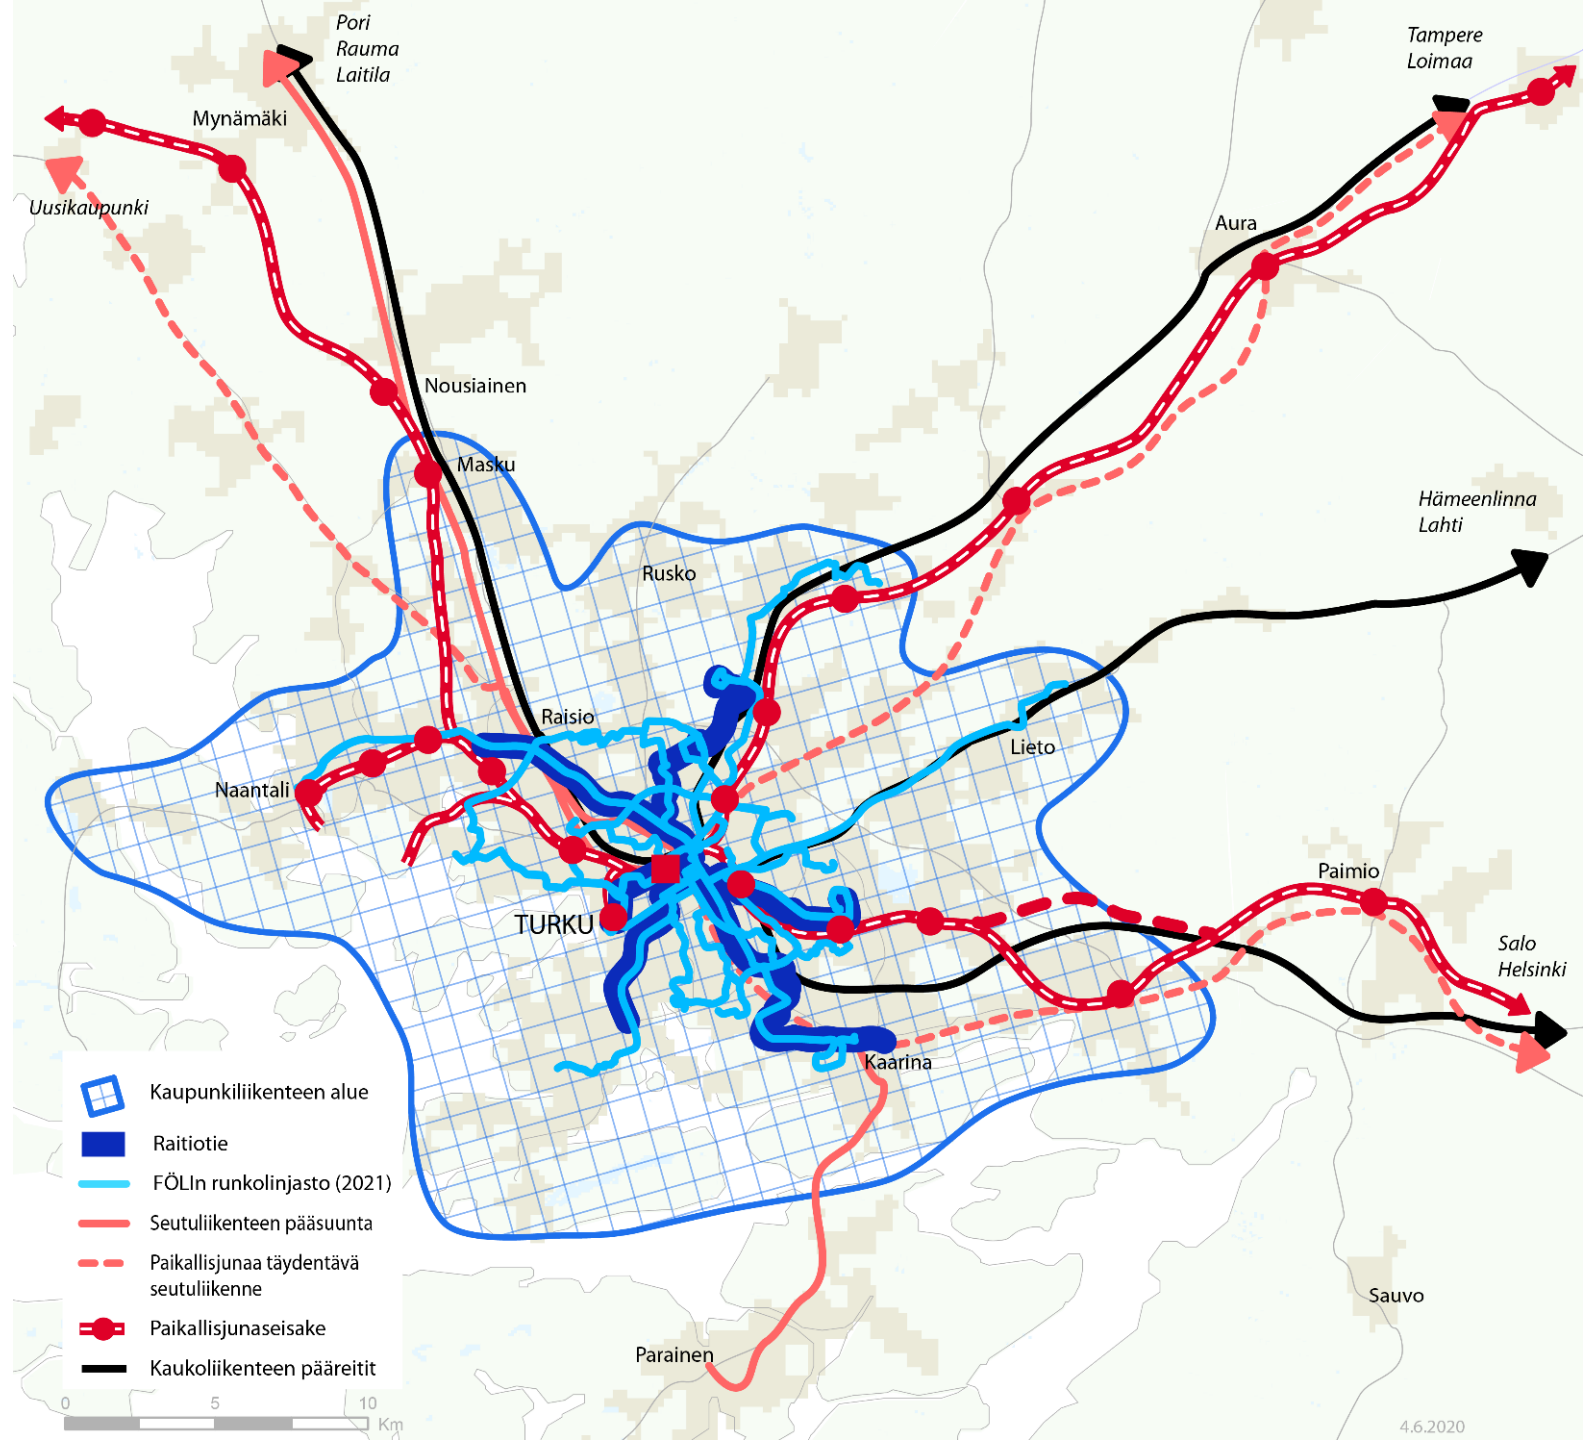 Pori
Rauma
Laitila
Tampere
Loimaa
Mynämäki
Uusikaupunki
Aura
Nousiainen
Masku
Hämeenlinna
Lahti
Rusko
Raisio
Lieto
Naantali
Paimio
TURKU
Salo
Helsinki
Kaarina
Kaupunkiliikenteen alue
Raitiotie
FÖLIn runkolinjasto (2021)
Seutuliikenteen pääsuunta
Paikallisjunaa täydentävä
seutuliikenne
Paikallisjunaseisake
Kaukoliikenteen pääreitit
Sauvo
Parainen
0 5 10
Km
4.6.2020